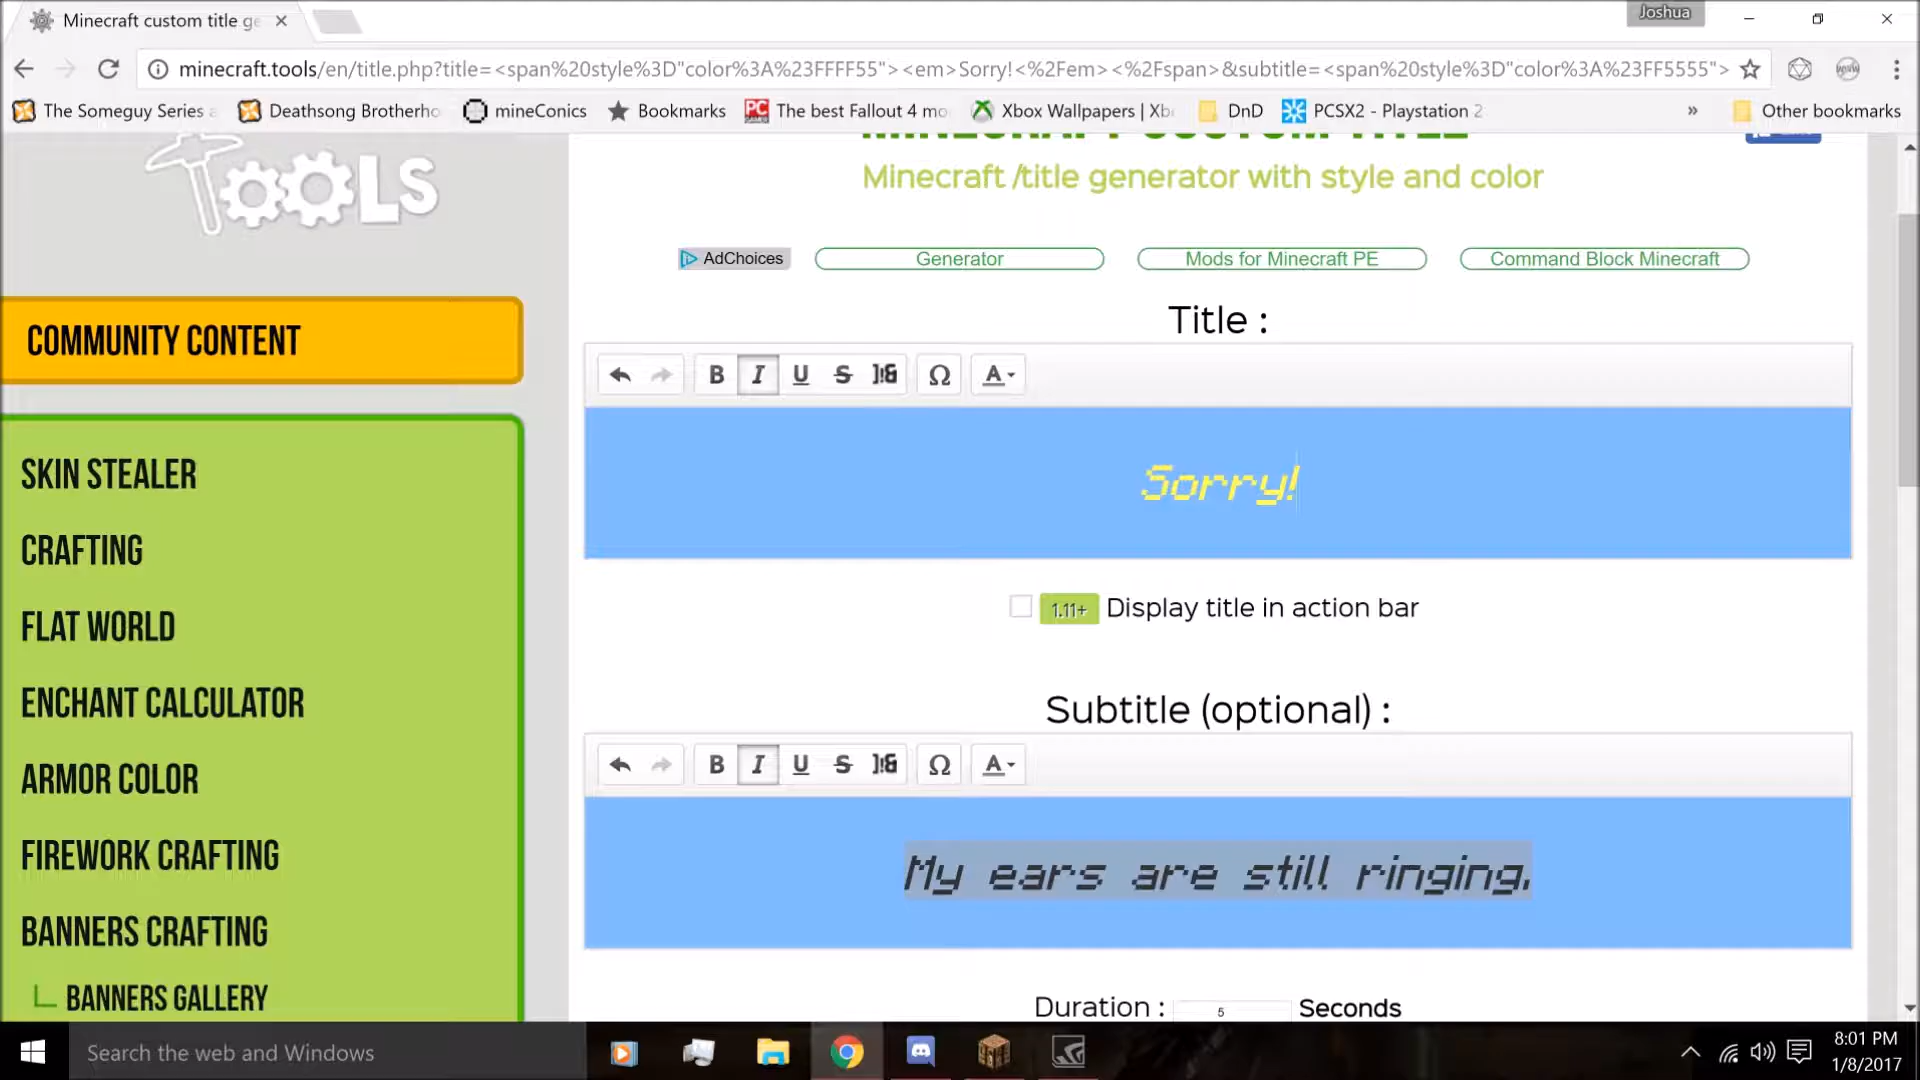 Minecraft custom title ge
Joshua
minecraft.tools/en/title.php?title=<span%20style%3D"color%3A%23FFFF55"><em>Sorry!<%2Fem><%2Fspan>&subtitle=<span%20style%3D"color%3A%23FF5555">
The Someguy Series a
Deathsong Brotherho
mineConics
Bookmarks
The best Fallout 4 mo
Xbox Wallpapers | Xb
DnD
PCSX2 - Playstation 2
»
Other bookmarks
TOOLS
MINECRAFT CUSTOM TITLE
Minecraft /title generator with style and color
AdChoices
Generator
Mods for Minecraft PE
Command Block Minecraft
COMMUNITY CONTENT
SKIN STEALER
CRAFTING
FLAT WORLD
ENCHANT CALCULATOR
ARMOR COLOR
FIREWORK CRAFTING
BANNERS CRAFTING
BANNERS GALLERY
Title :
B I U S ]!& Ω A
Sorry!
1.11+ Display title in action bar
Subtitle (optional) :
B I U S ]!& Ω A
My ears are still ringing.
Duration : 5 Seconds
Search the web and Windows
8:01 PM
1/8/2017